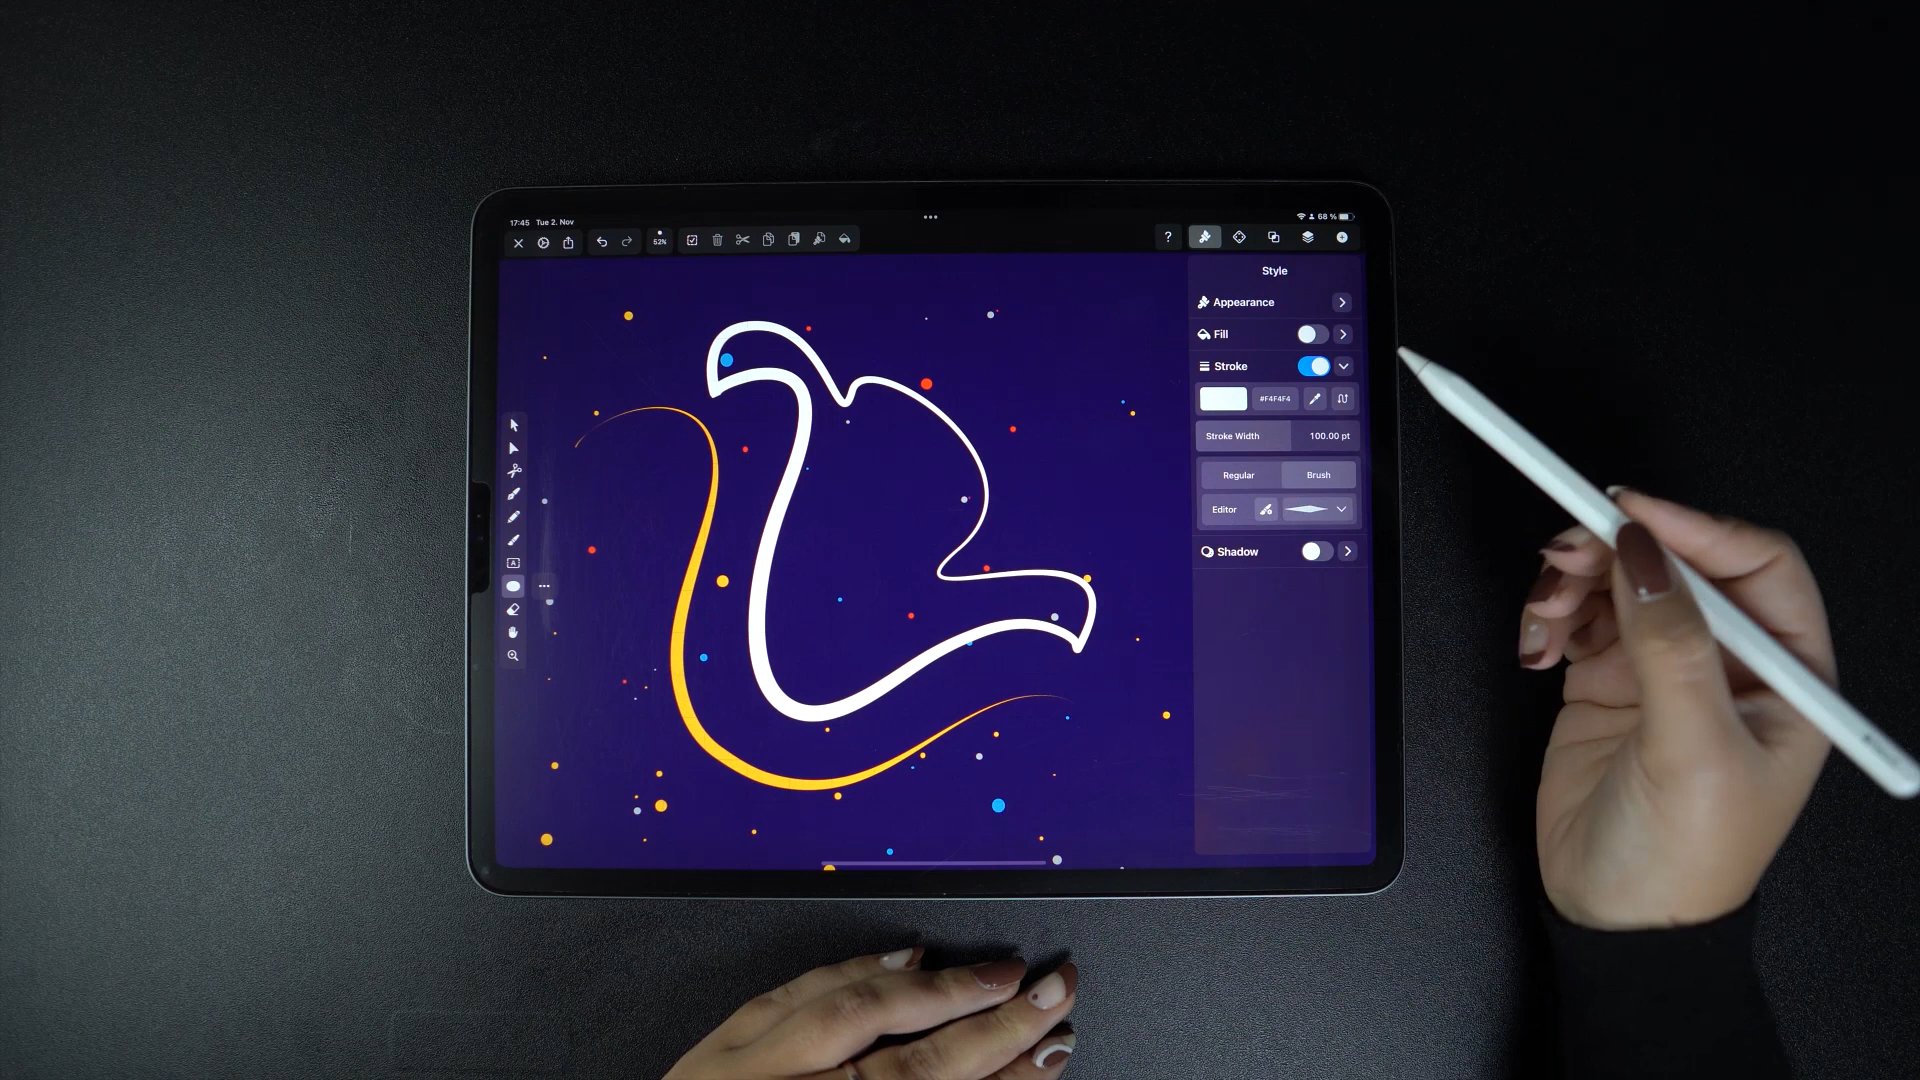 17:45 Tue 2. Nov
68 %
52%
?
Style
Appearance
Fill
Stroke
#F4F4F4
Stroke Width 100.00 pt
Regular Brush
Editor
A
Shadow